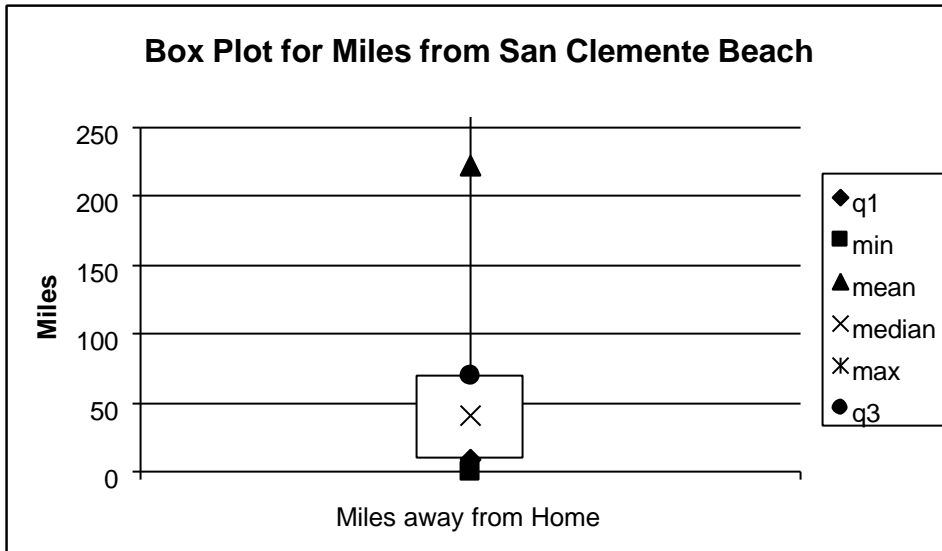 Box Plot for Miles from San Clemente Beach
250
200
150
100
50
0
Miles
Miles away from Home
q1
min
mean
median
max
q3